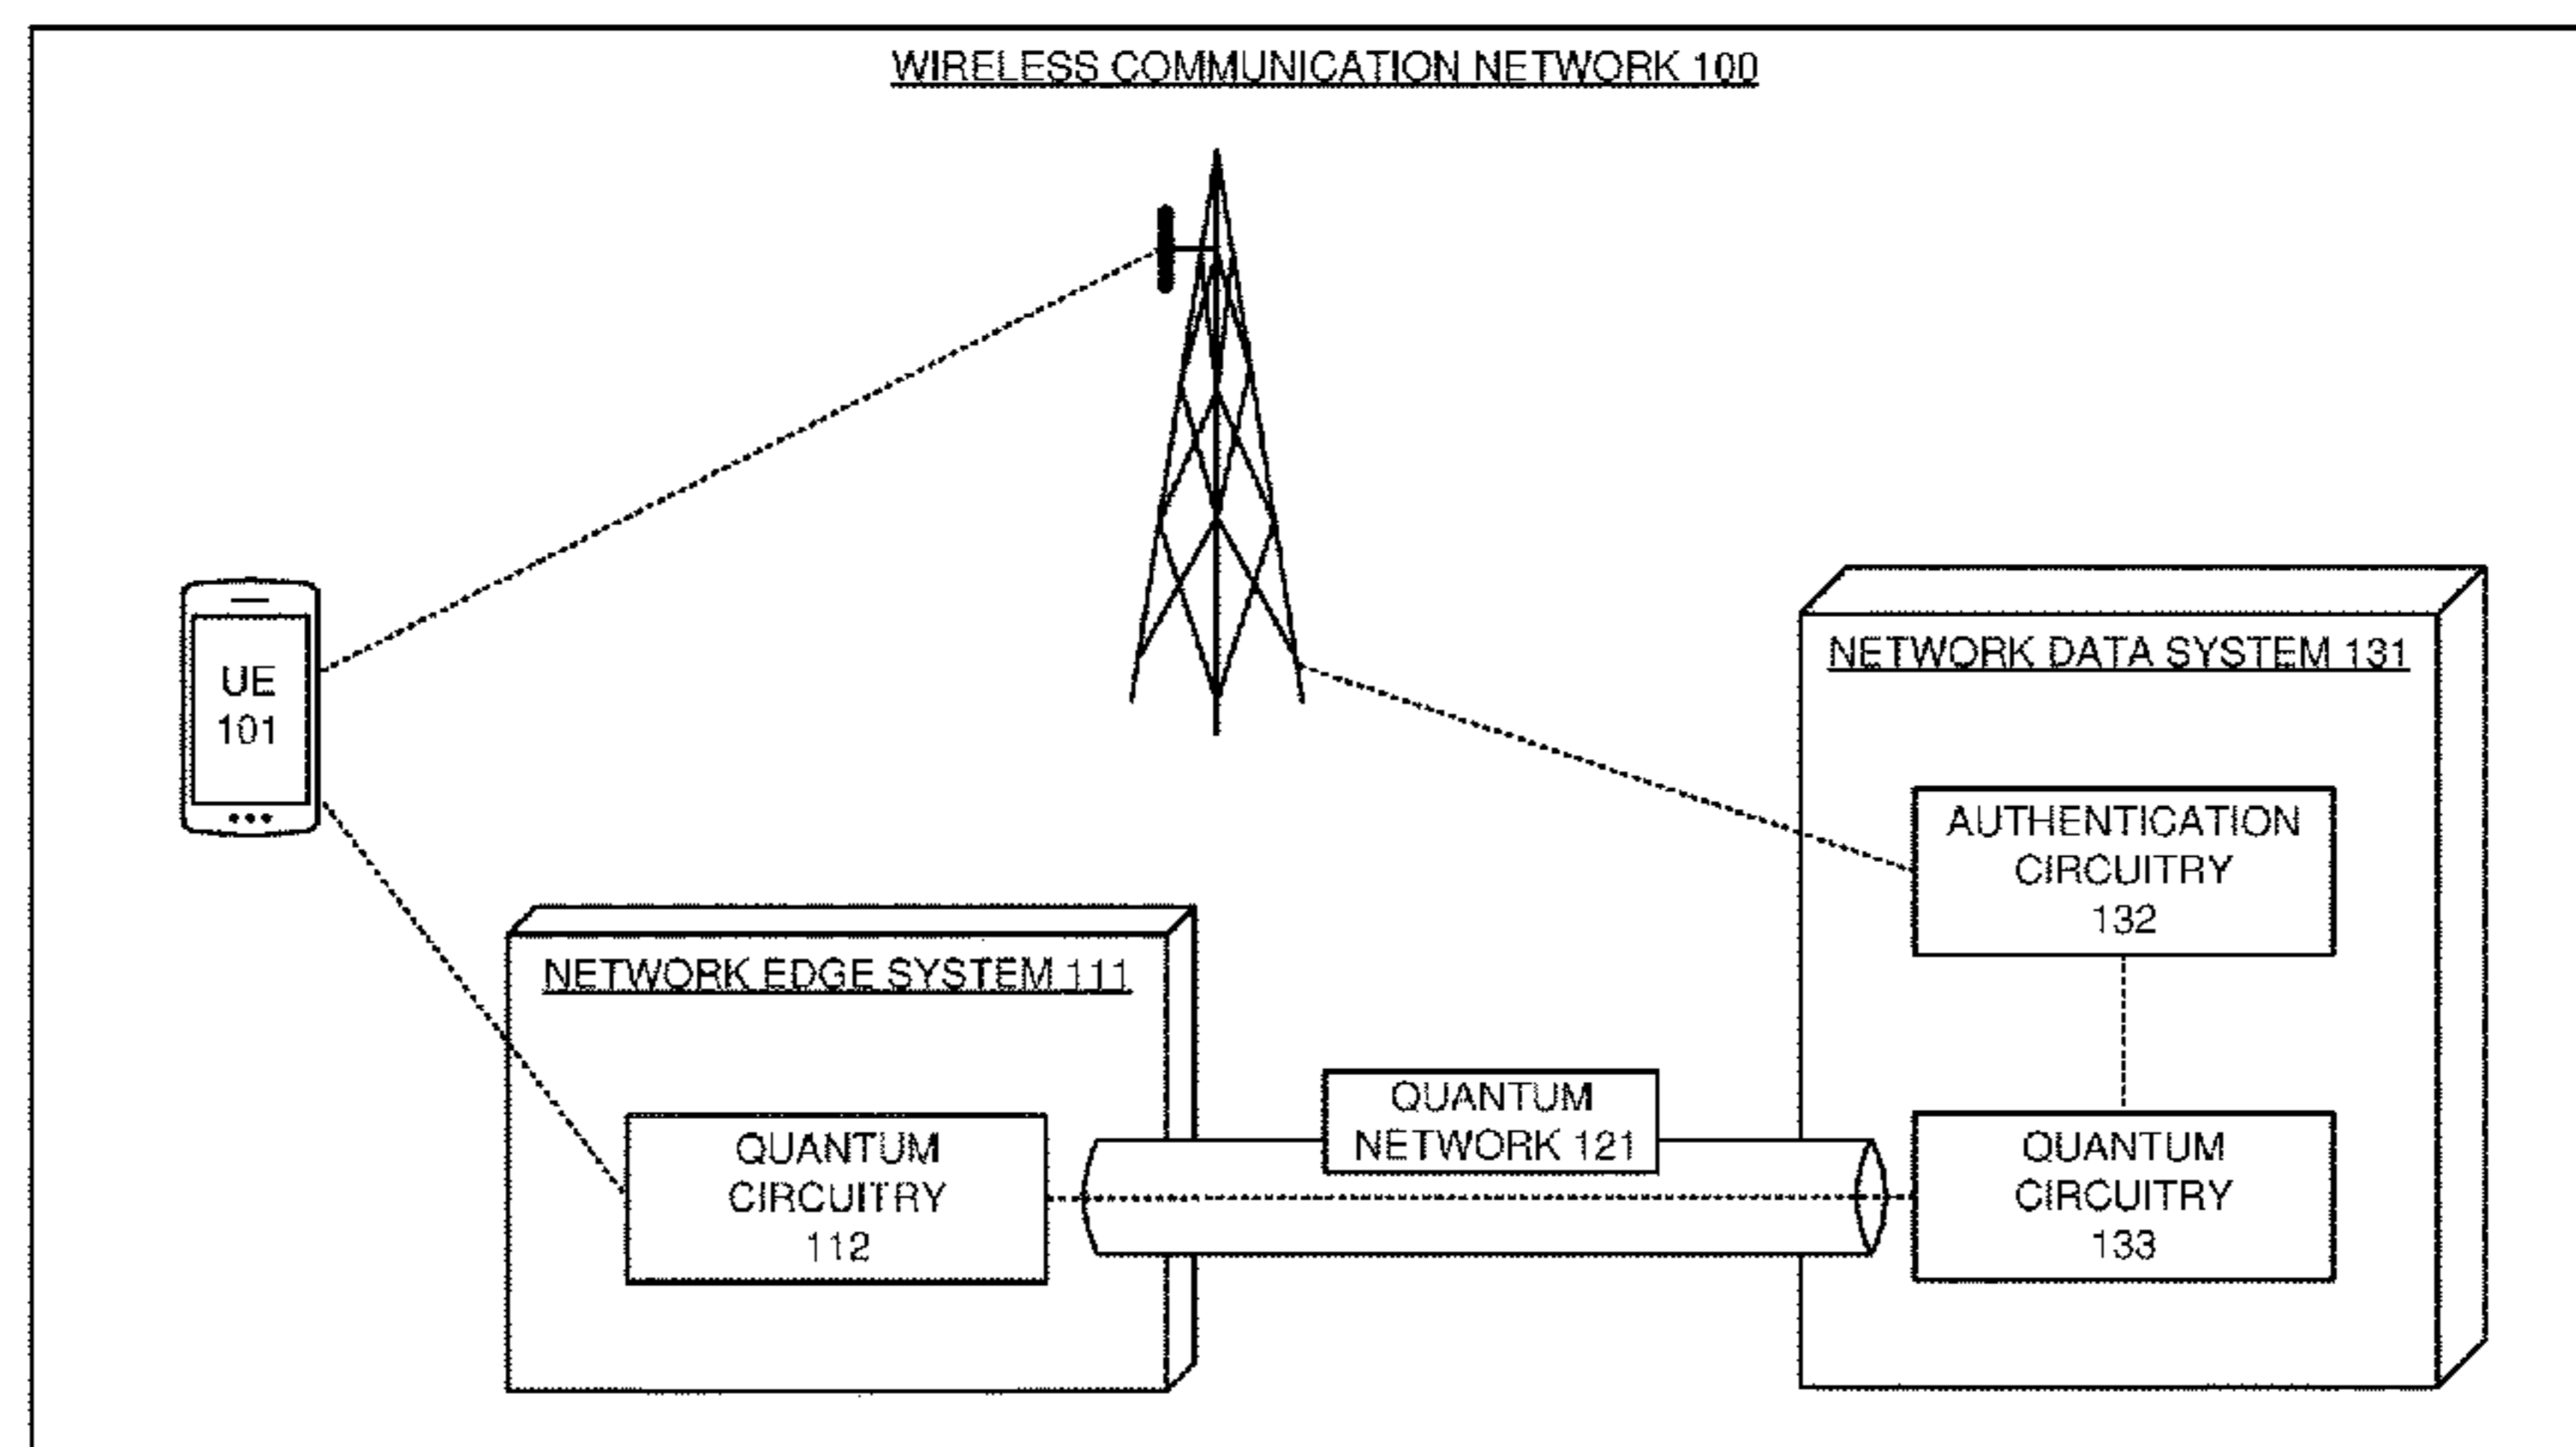 WIRELESS COMMUNICATION NETWORK 100
UE
101
NETWORK DATA SYSTEM 131
AUTHENTICATION
CIRCUITRY
132
NETWORK EDGE SYSTEM 111
QUANTUM
CIRCUITRY
112
QUANTUM
NETWORK 121
QUANTUM
CIRCUITRY
133